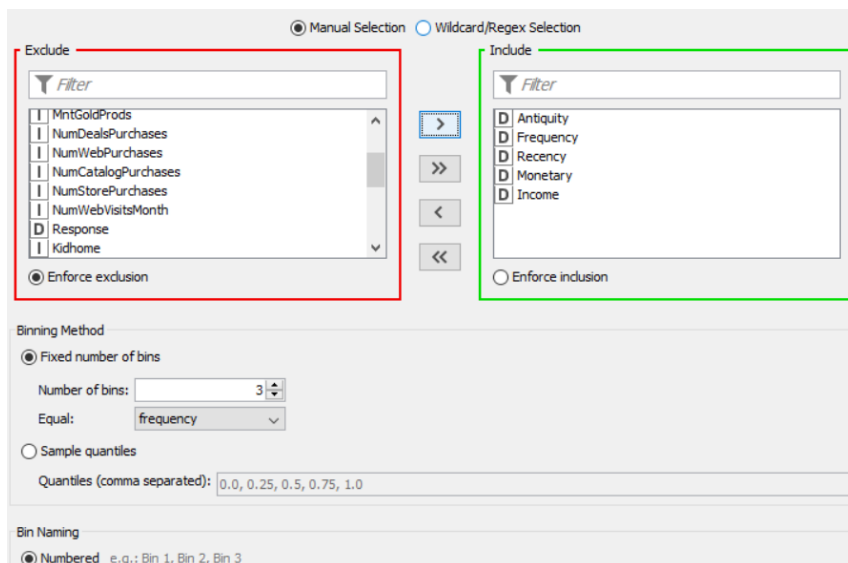 Manual Selection Wildcard/Regex Selection
Exclude
Filter
I MntGoldProds
I NumDealsPurchases
I NumWebPurchases
I NumCatalogPurchases
I NumStorePurchases
I NumWebVisitsMonth
D Response
I Kidhome
Enforce exclusion
>
>>
<
<<
Include
Filter
D Antiquity
D Frequency
D Recency
D Monetary
D Income
Enforce inclusion
Binning Method
Fixed number of bins
Number of bins: 3
Equal: frequency
Sample quantiles
Quantiles (comma separated): 0.0, 0.25, 0.5, 0.75, 1.0
Bin Naming
Numbered e.g.: Bin 1, Bin 2, Bin 3